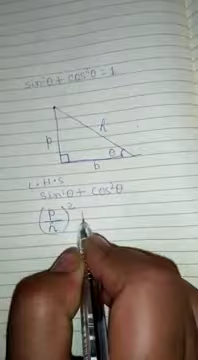 sin²θ + cos²θ = 1
h
p
θ
b
L.H.S
sin²θ + cos²θ
(p/h)²